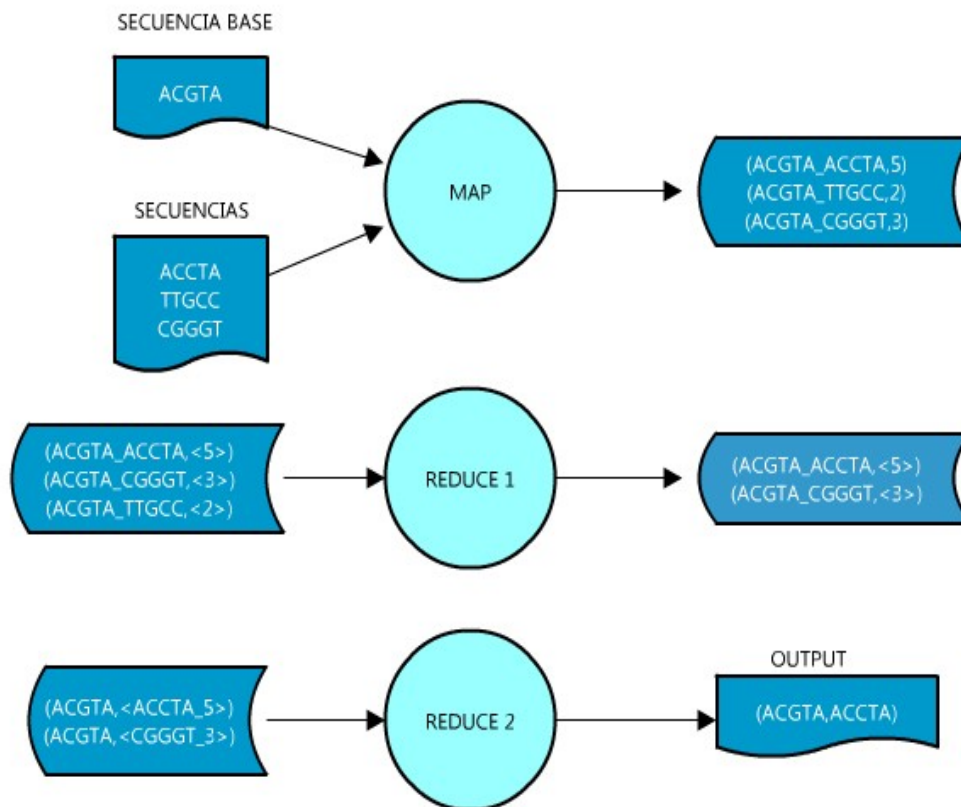 SECUENCIA BASE
ACGTA
SECUENCIAS
ACCTA
TTGCC
CGGGT
MAP
(ACGTA_ACCTA,5)
(ACGTA_TTGCC,2)
(ACGTA_CGGGT,3)
(ACGTA_ACCTA,<5>)
(ACGTA_CGGGT,<3>)
(ACGTA_TTGCC,<2>)
REDUCE 1
(ACGTA_ACCTA,<5>)
(ACGTA_CGGGT,<3>)
(ACGTA,<ACCTA_5>)
(ACGTA,<CGGGT_3>)
REDUCE 2
OUTPUT
(ACGTA,ACCTA)